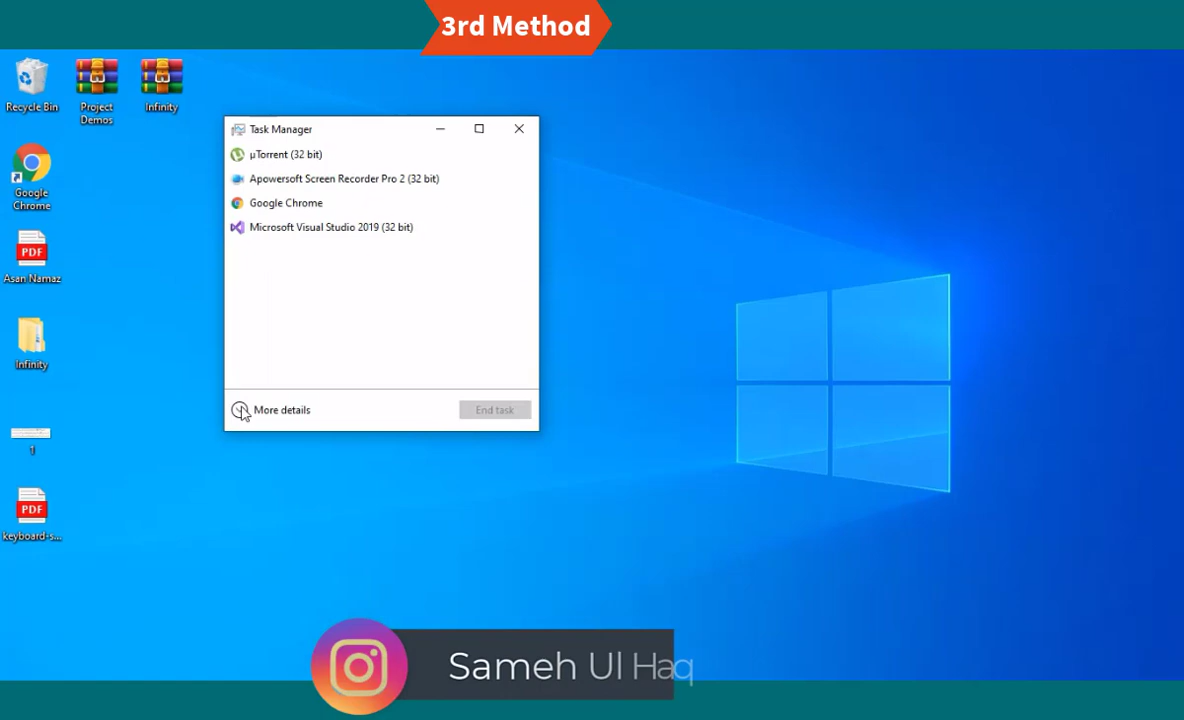 3rd Method
Recycle Bin
Project Demos
Infinity
Google Chrome
PDF
Asan Namaz
Infinity
1
PDF
keyboard-s...
Task Manager
µTorrent (32 bit)
Apowersoft Screen Recorder Pro 2 (32 bit)
Google Chrome
Microsoft Visual Studio 2019 (32 bit)
More details
End task
Sameh Ul Haq